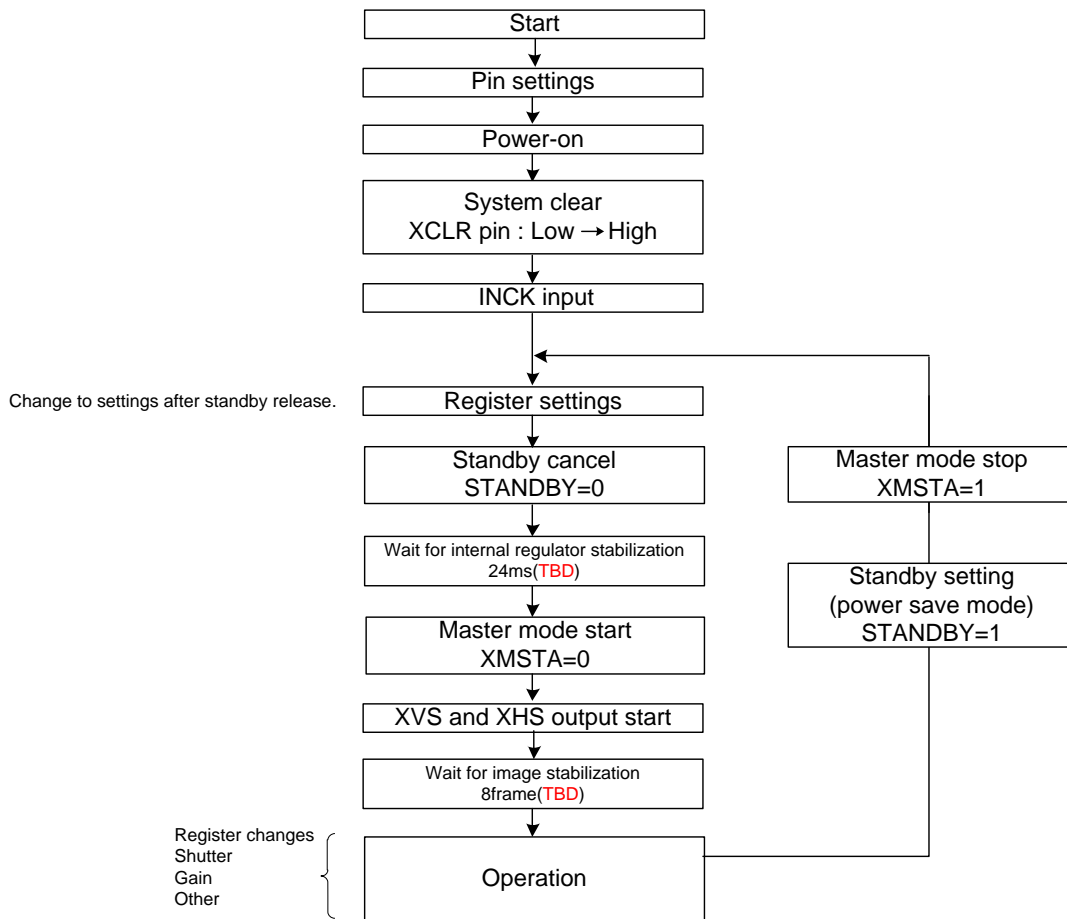 Start
Pin settings
Power-on
System clear
XCLR pin : Low → High
INCK input
Change to settings after standby release.
Register settings
Standby cancel
STANDBY=0
Wait for internal regulator stabilization
24ms(TBD)
Master mode start
XMSTA=0
XVS and XHS output start
Wait for image stabilization
8frame(TBD)
Register changes
Shutter
Gain
Other
Operation
Master mode stop
XMSTA=1
Standby setting
(power save mode)
STANDBY=1